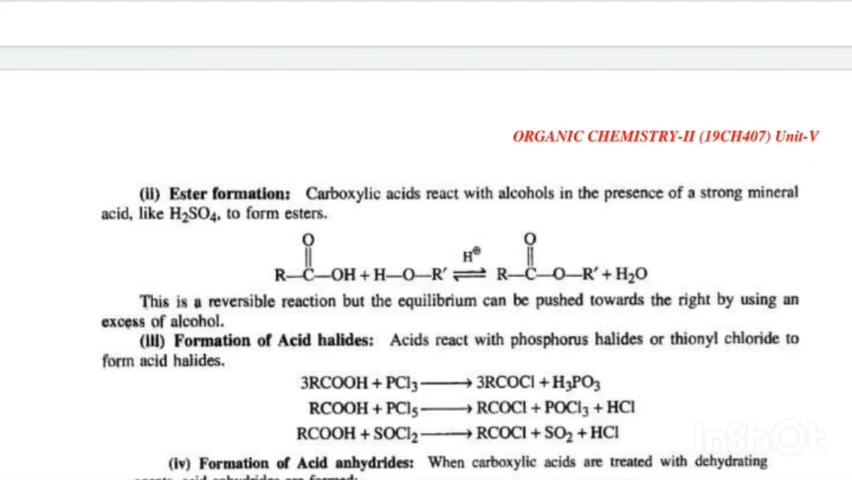 ORGANIC CHEMISTRY-II (19CH407) Unit-V
(ii) Ester formation: Carboxylic acids react with alcohols in the presence of a strong mineral
acid, like H₂SO₄, to form esters.
O O
|| H⊕ ||
R—C—OH + H—O—R′ ⇌ R—C—O—R′ + H₂O
This is a reversible reaction but the equilibrium can be pushed towards the right by using an
excess of alcohol.
(iii) Formation of Acid halides: Acids react with phosphorus halides or thionyl chloride to
form acid halides.
3RCOOH + PCl₃ ⟶ 3RCOCl + H₃PO₃
RCOOH + PCl₅ ⟶ RCOCl + POCl₃ + HCl
RCOOH + SOCl₂ ⟶ RCOCl + SO₂ + HCl
InShOt
(iv) Formation of Acid anhydrides: When carboxylic acids are treated with dehydrating